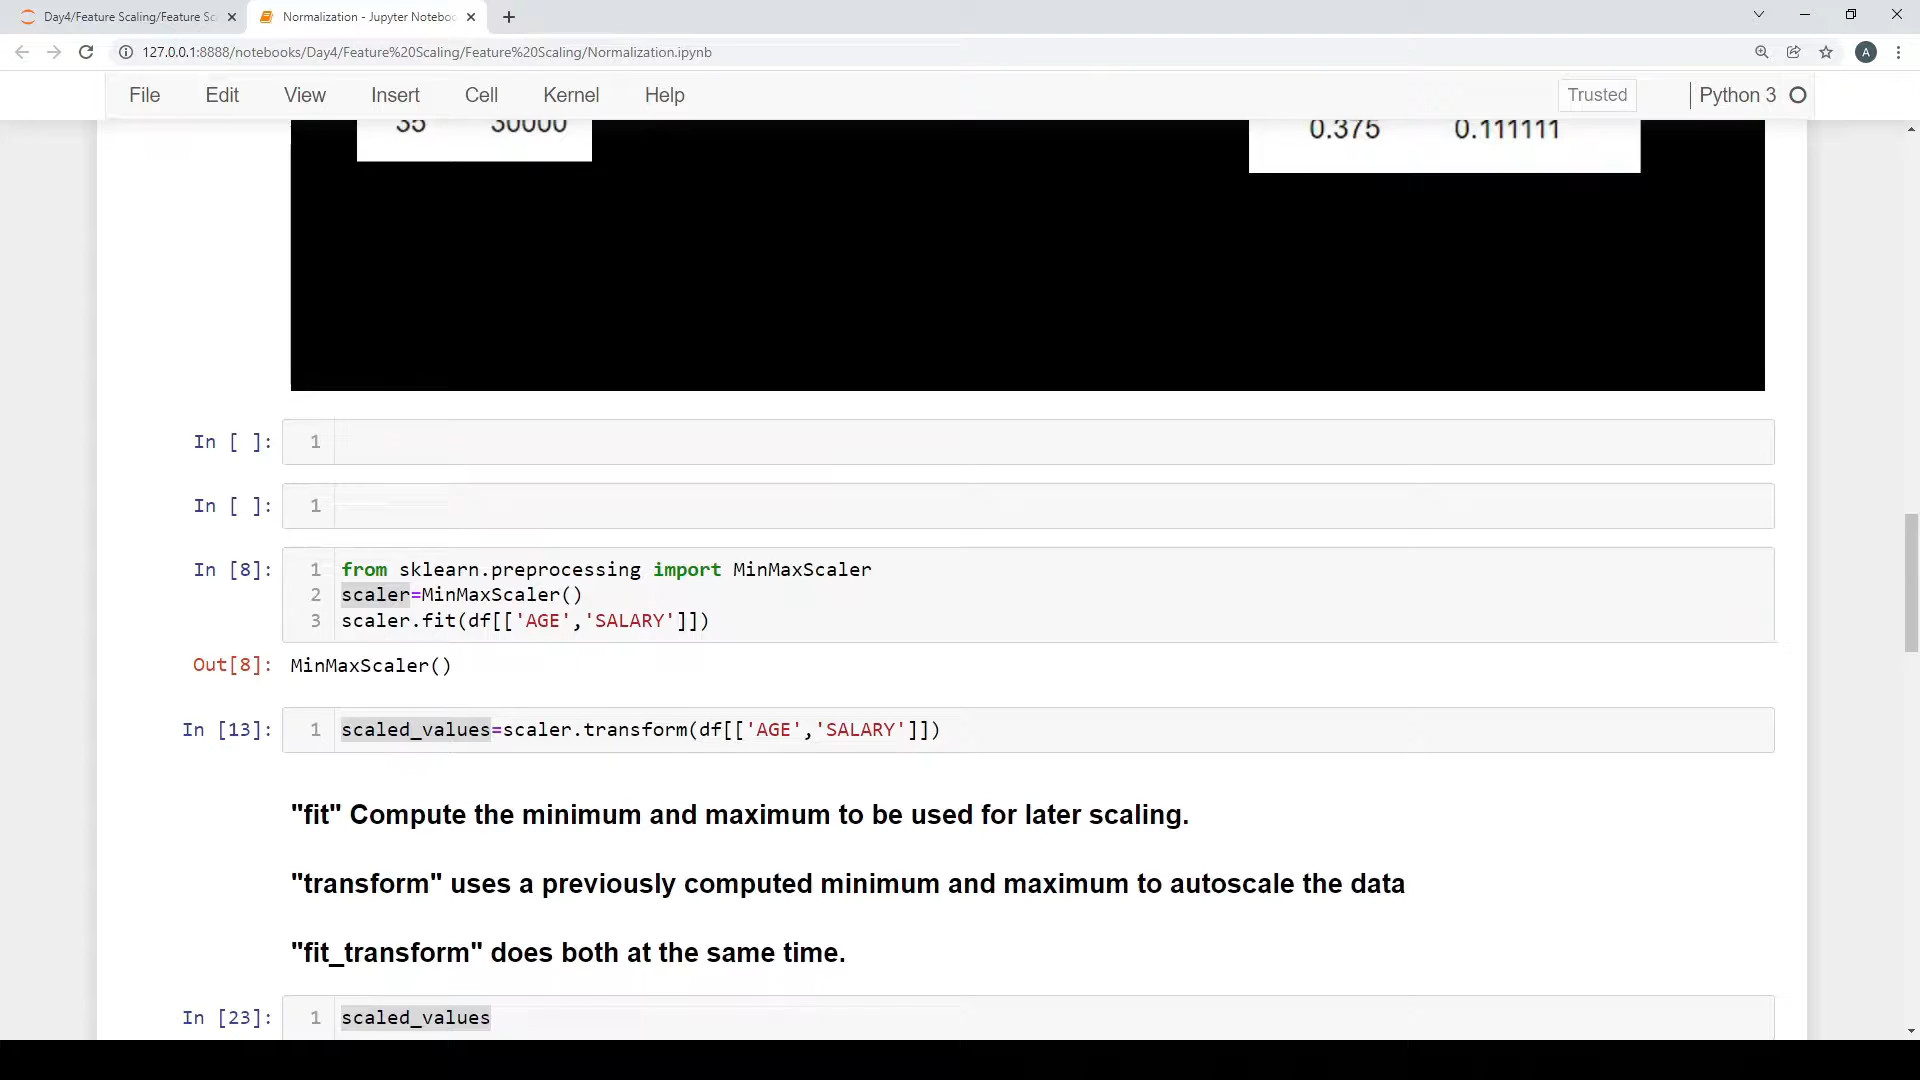 Day4/Feature Scaling/Feature Sc
Normalization - Jupyter Notebo
127.0.0.1:8888/notebooks/Day4/Feature%20Scaling/Feature%20Scaling/Normalization.ipynb
A
File Edit View Insert Cell Kernel Help Trusted Python 3
35 30000 0.375 0.111111
In [ ]: 1
In [ ]: 1
In [8]: 1 from sklearn.preprocessing import MinMaxScaler
2 scaler=MinMaxScaler()
3 scaler.fit(df[['AGE','SALARY']])
Out[8]: MinMaxScaler()
In [13]: 1 scaled_values=scaler.transform(df[['AGE','SALARY']])
"fit" Compute the minimum and maximum to be used for later scaling.
"transform" uses a previously computed minimum and maximum to autoscale the data
"fit_transform" does both at the same time.
In [23]: 1 scaled_values